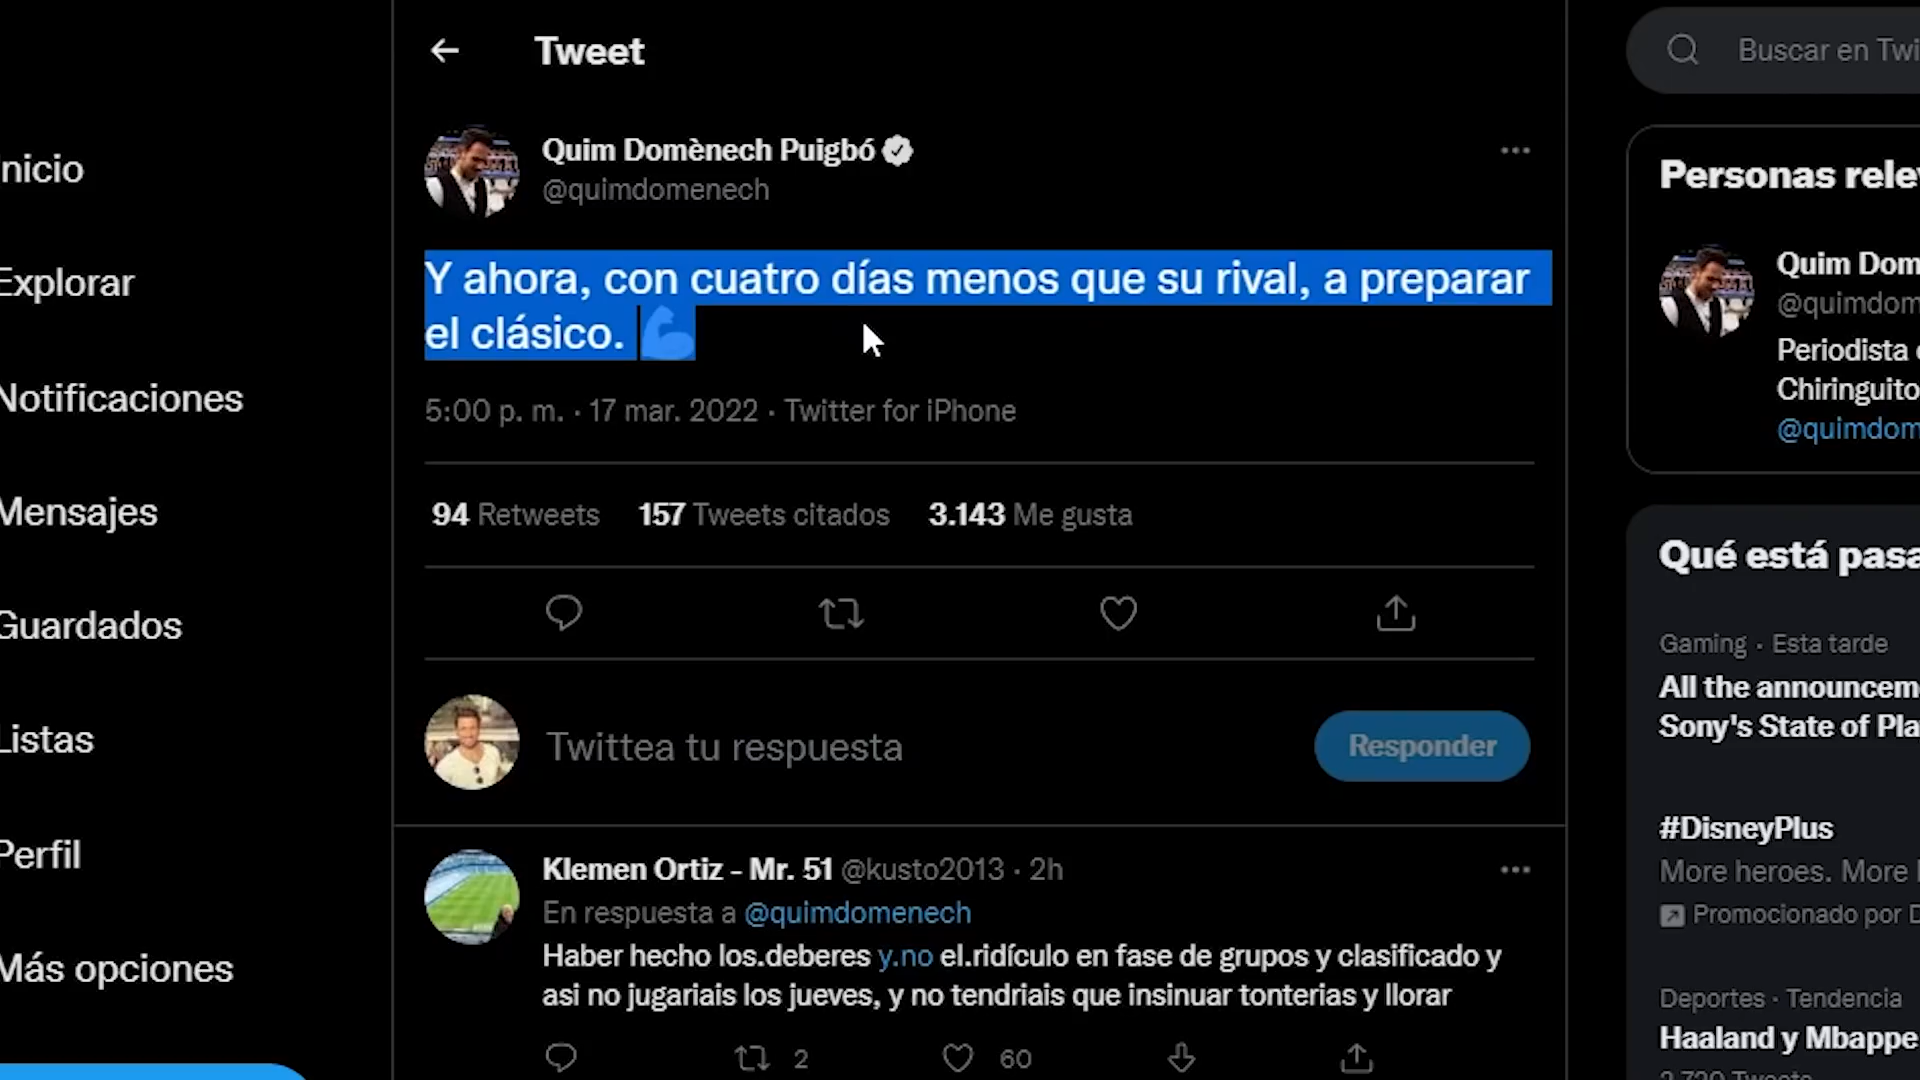 Tweet
Buscar en Twi
Quim Domènech Puigbó
@quimdomenech
nicio
Explorar
Notificaciones
Mensajes
Guardados
Listas
Perfil
Más opciones
Y ahora, con cuatro días menos que su rival, a preparar
el clásico. 💪
5:00 p. m. · 17 mar. 2022 · Twitter for iPhone
94 Retweets 157 Tweets citados 3.143 Me gusta
Twittea tu respuesta
Responder
Klemen Ortiz - Mr. 51 @kusto2013 · 2h
En respuesta a @quimdomenech
Haber hecho los.deberes y.no el.ridículo en fase de grupos y clasificado y
asi no jugariais los jueves, y no tendriais que insinuar tonterias y llorar
2 60
Personas rele
Quim Dom
@quimdom
Periodista
Chiringuito
@quimdom
Qué está pasa
Gaming · Esta tarde
All the announcem
Sony's State of Pla
#DisneyPlus
More heroes. More
Promocionado por D
Deportes · Tendencia
Haaland y Mbappe